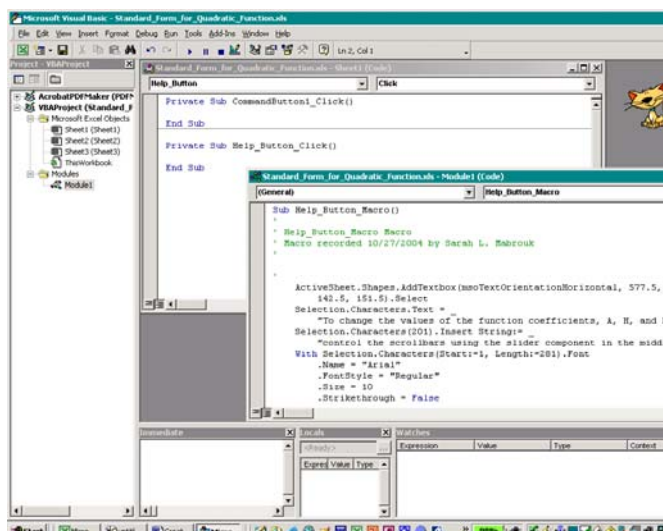 Microsoft Visual Basic - Standard_Form_for_Quadratic_Function.xls
File Edit View Insert Format Debug Run Tools Add-Ins Window Help
Ln 2, Col 1
Project - VBAProject
AcrobatPDFMaker (PDFM
VBAProject (Standard_F
Microsoft Excel Objects
Sheet1 (Sheet1)
Sheet2 (Sheet2)
Sheet3 (Sheet3)
ThisWorkbook
Modules
Module1
Standard_Form_for_Quadratic_Function.xls - Sheet1 (Code)
Help_Button
Click
Private Sub CommandButton1_Click()
End Sub
Private Sub Help_Button_Click()
End Sub
Standard_Form_for_Quadratic_Function.xls - Module1 (Code)
(General)
Help_Button_Macro
Sub Help_Button_Macro()
'
' Help_Button_Macro Macro
' Macro recorded 10/27/2004 by Sarah L. Mabrouk
'
'
ActiveSheet.Shapes.AddTextbox(msoTextOrientationHorizontal, 577.5,
142.5, 151.5).Select
Selection.Characters.Text = _
"To change the values of the function coefficients, A, H, and
Selection.Characters(201).Insert String:= _
"control the scrollbars using the slider component in the midd
With Selection.Characters(Start:=1, Length:=281).Font
.Name = "Arial"
.FontStyle = "Regular"
.Size = 10
.Strikethrough = False
Immediate
Locals
<Ready>
Expres Value Type
Watches
Expression Value Type Context
Start